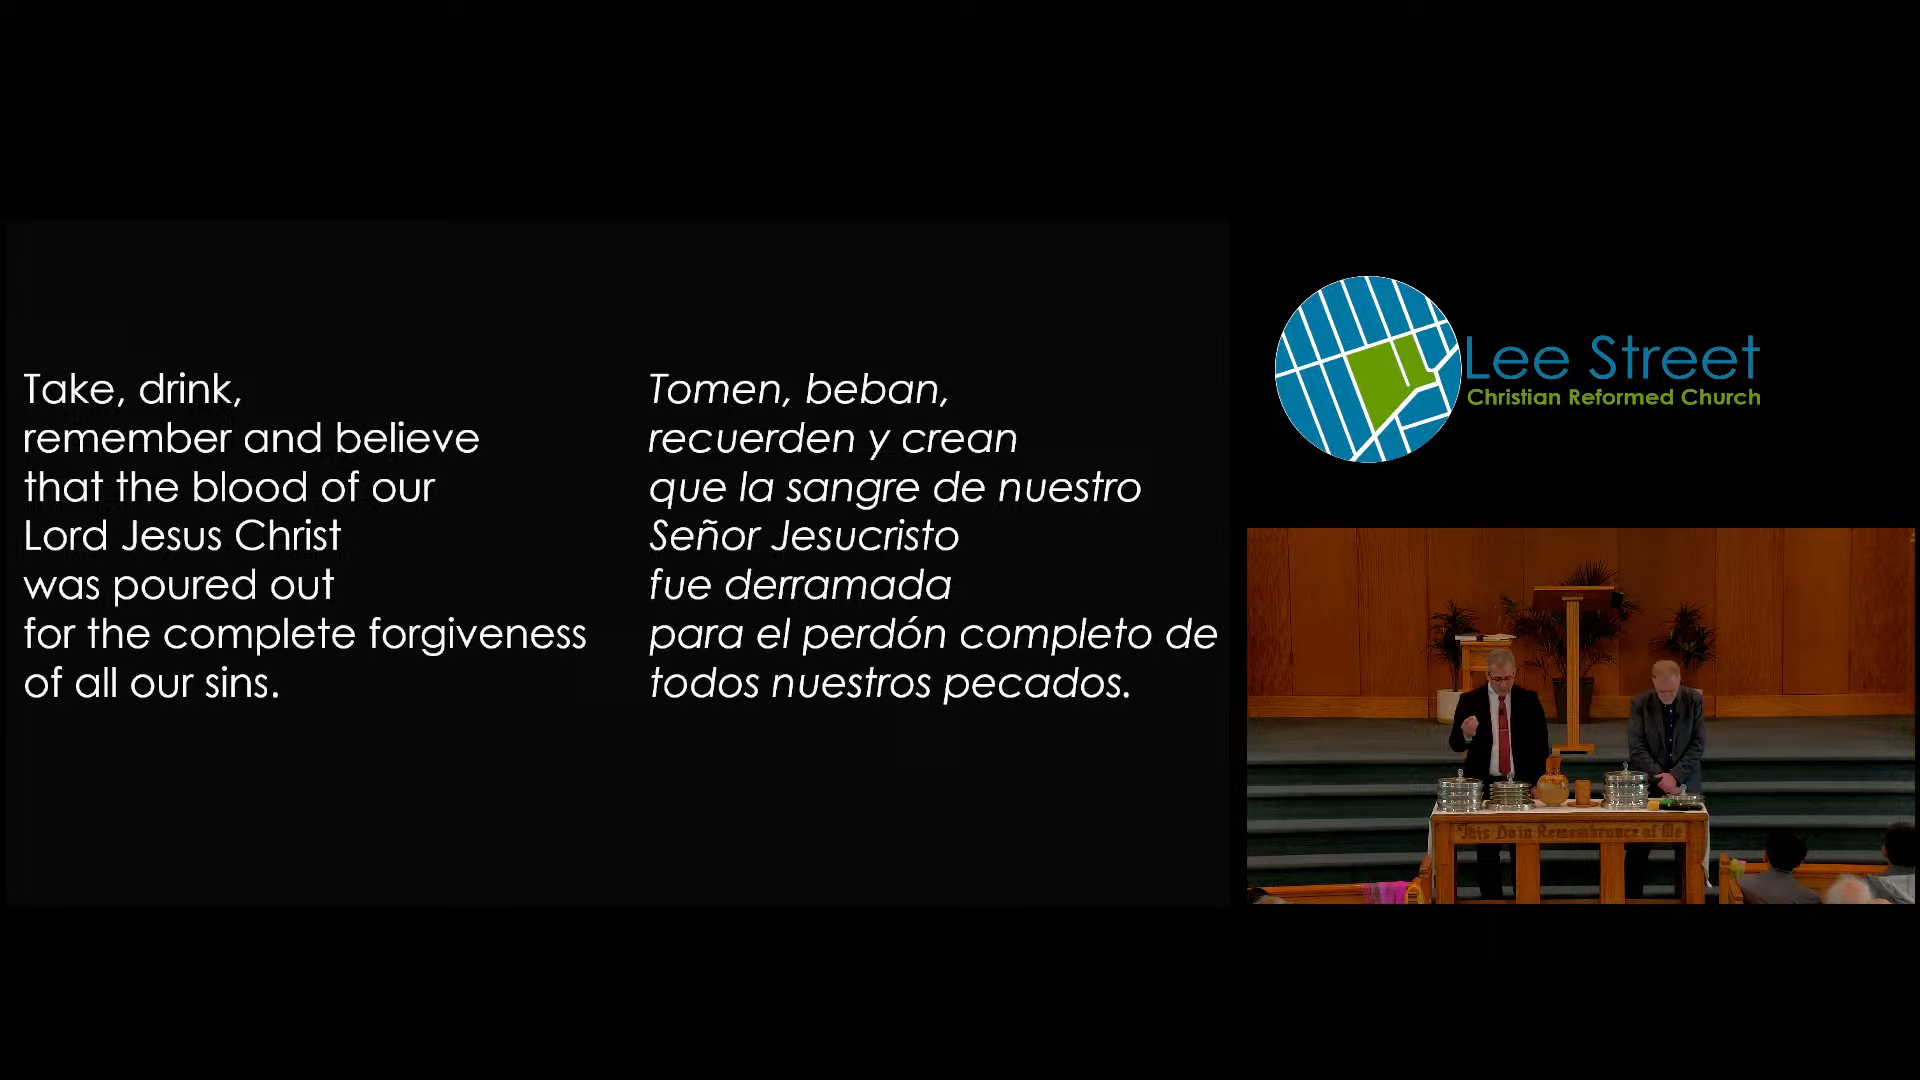 Take, drink,
remember and believe
that the blood of our
Lord Jesus Christ
was poured out
for the complete forgiveness
of all our sins.
Tomen, beban,
recuerden y crean
que la sangre de nuestro
Señor Jesucristo
fue derramada
para el perdón completo de
todos nuestros pecados.
Lee Street
Christian Reformed Church
This Do in Remembrance of Me